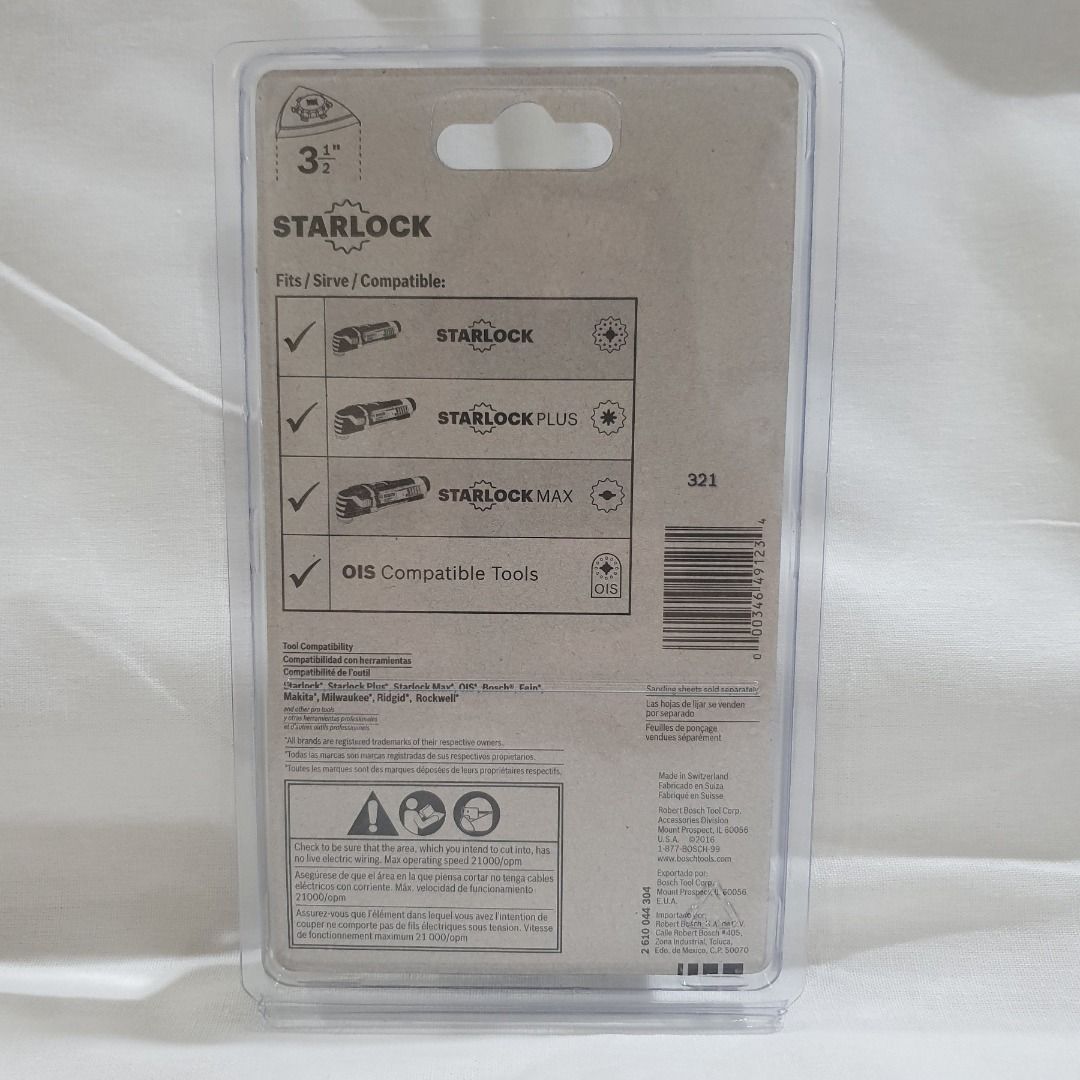 3 1/2"
STARLOCK
Fits / Sirve / Compatible:
STARLOCK
STARLOCK PLUS
STARLOCK MAX
OIS Compatible Tools
OIS
321
0 00346 49123 4
Tool Compatibility
Compatibilidad con herramientas
Compatibilité de l'outil
Starlock*, Starlock Plus*, Starlock Max*, OIS*, Bosch®, Fein*,
Makita*, Milwaukee*, Ridgid*, Rockwell*
and other pro tools
y otras herramientas profesionales
et d'autres outils professionnels
*All brands are registered trademarks of their respective owners.
*Todas las marcas son marcas registradas de sus respectivos propietarios.
*Toutes les marques sont des marques déposées de leurs propriétaires respectifs.
Check to be sure that the area, which you intend to cut into, has
no live electric wiring. Max operating speed 21000/opm
Asegúrese de que el área en la que piensa cortar no tenga cables
eléctricos con corriente. Máx. velocidad de funcionamiento
21000/opm
Assurez-vous que l'élément dans lequel vous avez l'intention de
couper ne comporte pas de fils électriques sous tension. Vitesse
de fonctionnement maximum 21 000/opm
Sanding sheets sold separately
Las hojas de lijar se venden
por separado
Feuilles de ponçage
vendues séparément
Made in Switzerland
Fabricado en Suiza
Fabriqué en Suisse
Robert Bosch Tool Corp.
Accessories Division
Mount Prospect, IL 60056
U.S.A. ©2016
1-877-BOSCH-99
www.boschtools.com
Exportado por:
Bosch Tool Corp.
Mount Prospect, IL 60056
E.U.A.
Importado por:
Robert Bosch, S.A. de C.V.
Calle Robert Bosch #405,
Zona Industrial, Toluca,
Edo. de México, C.P. 50070
2 610 044 304